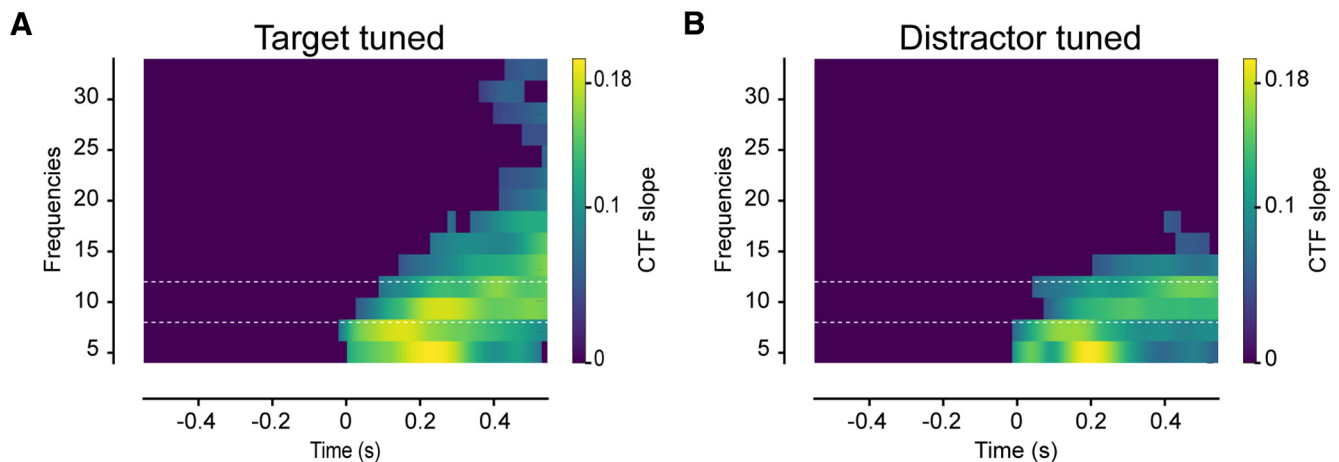 A
Target tuned
Frequencies
30
25
20
15
10
5
-0.4 -0.2 0 0.2 0.4
Time (s)
0.18
0.1
0
CTF slope
B
Distractor tuned
Frequencies
30
25
20
15
10
5
-0.4 -0.2 0 0.2 0.4
Time (s)
0.18
0.1
0
CTF slope